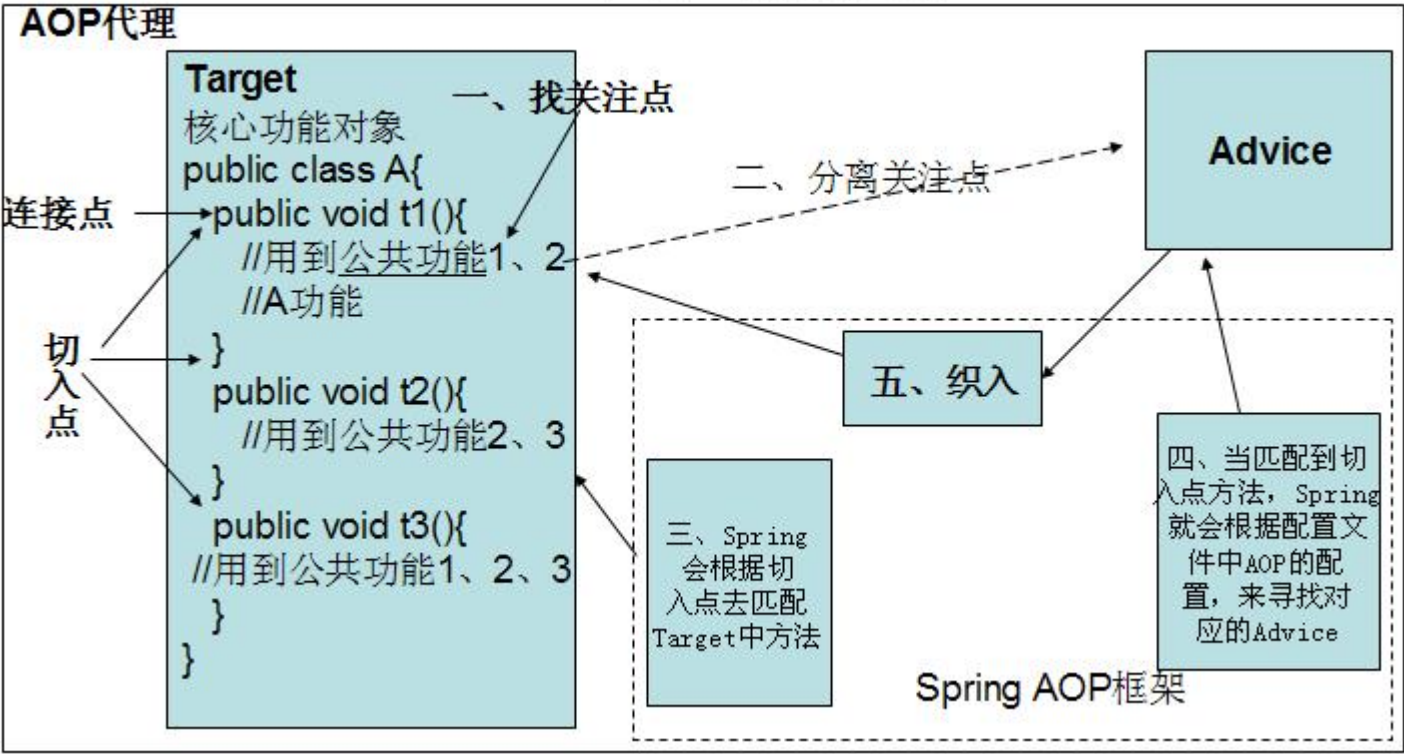 AOP代理
Target
一、找关注点
核心功能对象
public class A{
连接点
public void t1(){
//用到公共功能1、2
//A功能
}
切
入
点
public void t2(){
//用到公共功能2、3
}
public void t3(){
//用到公共功能1、2、3
}
}
二、分离关注点
Advice
五、织入
三、Spring
会根据切
入点去匹配
Target中方法
四、当匹配到切
入点方法，Spring
就会根据配置文
件中AOP的配
置，来寻找对
应的Advice
Spring AOP框架